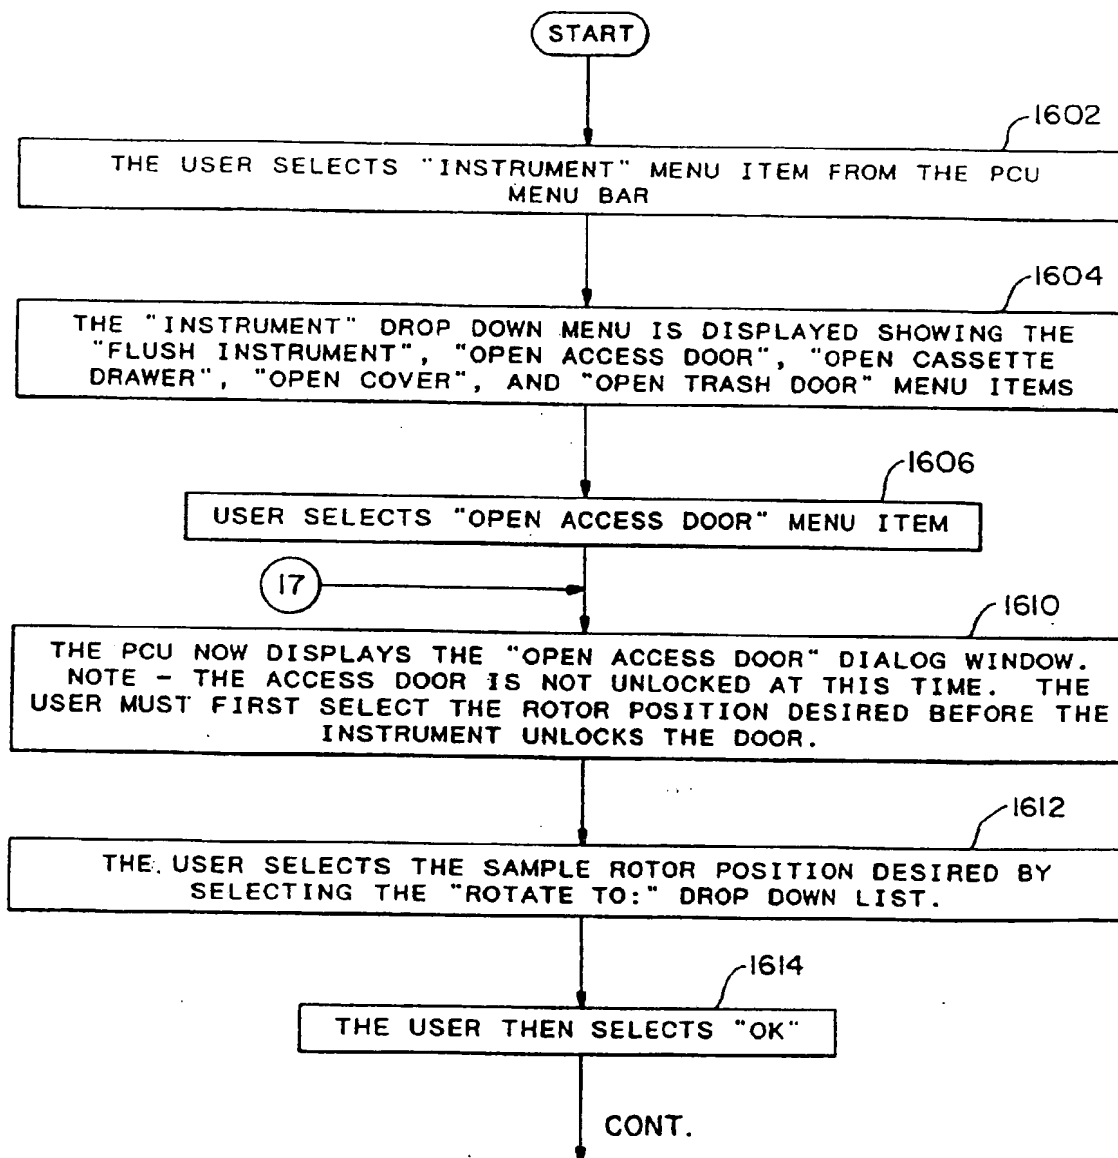 START
1602
THE USER SELECTS "INSTRUMENT" MENU ITEM FROM THE PCU
MENU BAR
1604
THE "INSTRUMENT" DROP DOWN MENU IS DISPLAYED SHOWING THE
"FLUSH INSTRUMENT", "OPEN ACCESS DOOR", "OPEN CASSETTE
DRAWER", "OPEN COVER", AND "OPEN TRASH DOOR" MENU ITEMS
1606
USER SELECTS "OPEN ACCESS DOOR" MENU ITEM
17
1610
THE PCU NOW DISPLAYS THE "OPEN ACCESS DOOR" DIALOG WINDOW.
NOTE - THE ACCESS DOOR IS NOT UNLOCKED AT THIS TIME. THE
USER MUST FIRST SELECT THE ROTOR POSITION DESIRED BEFORE THE
INSTRUMENT UNLOCKS THE DOOR.
1612
THE USER SELECTS THE SAMPLE ROTOR POSITION DESIRED BY
SELECTING THE "ROTATE TO:" DROP DOWN LIST.
1614
THE USER THEN SELECTS "OK"
CONT.